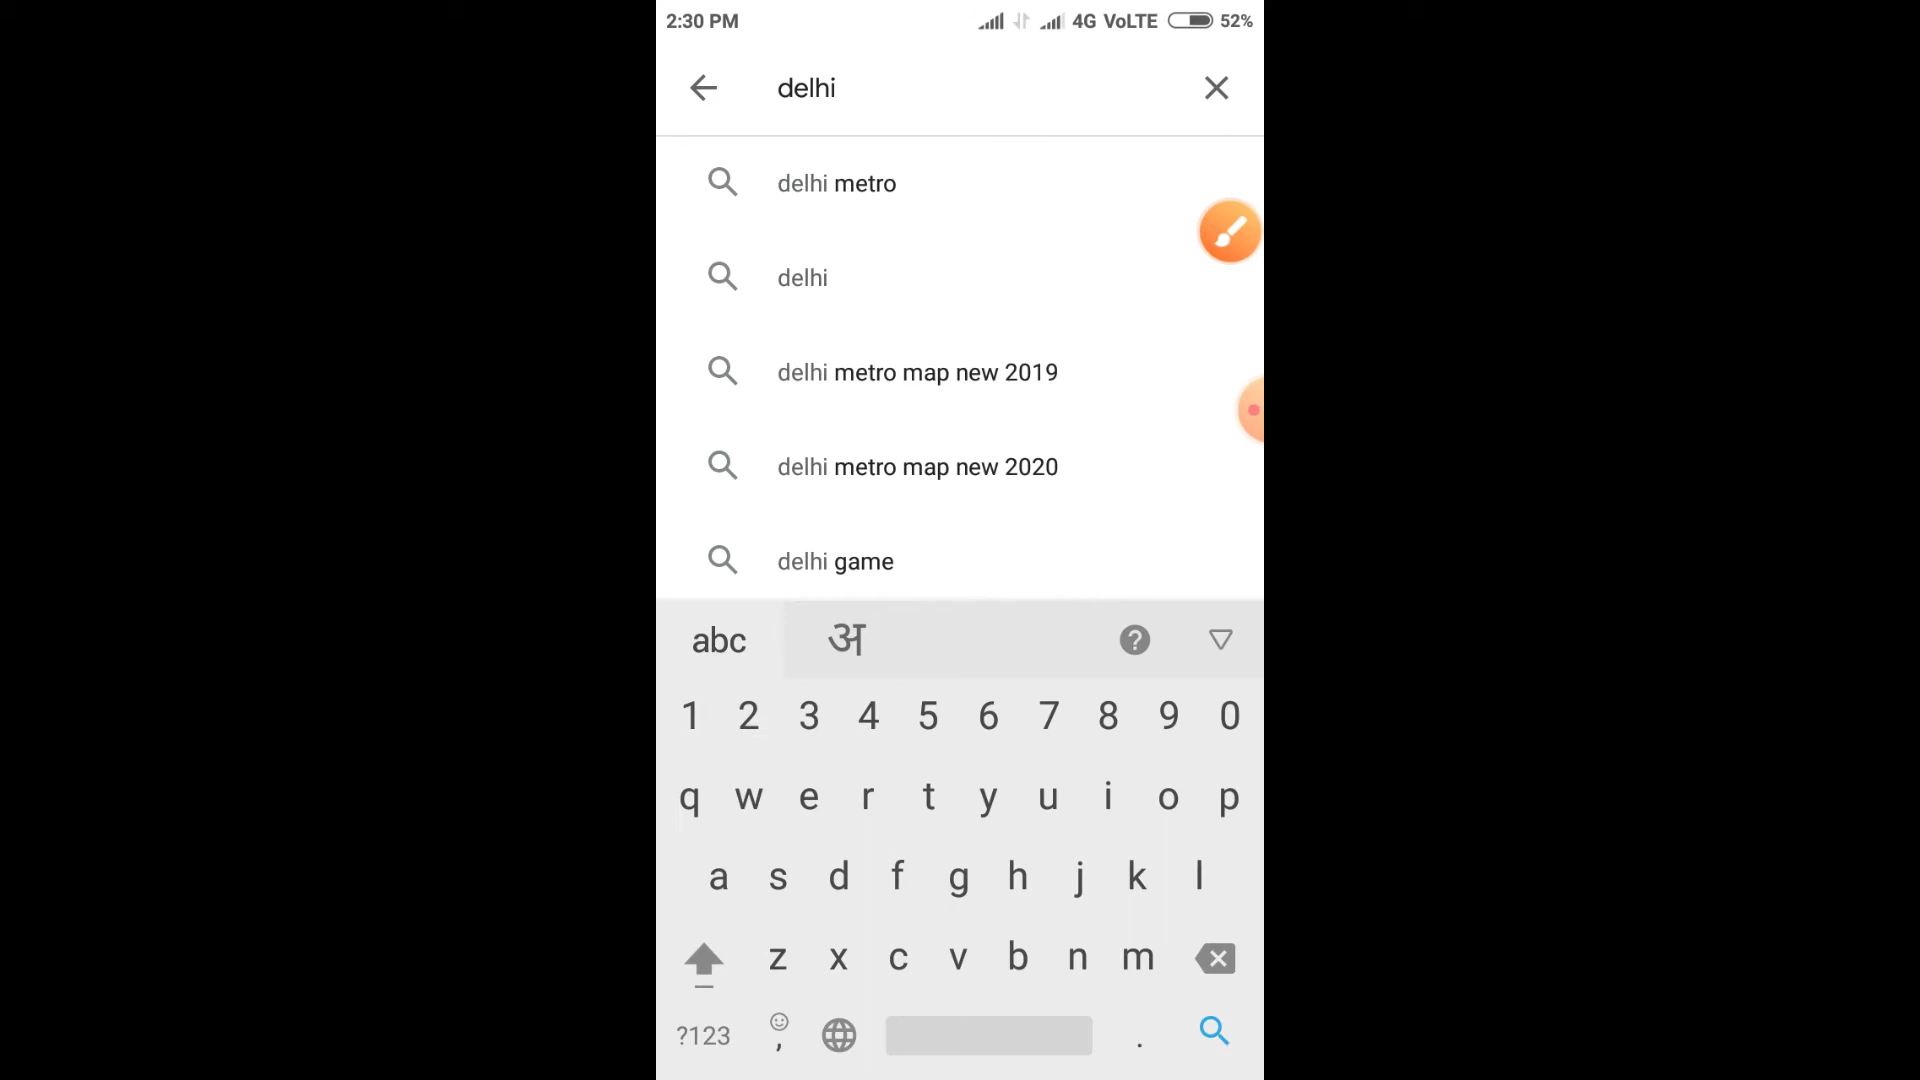 2:30 PM 4G VoLTE 52%
delhi
delhi metro
delhi
delhi metro map new 2019
delhi metro map new 2020
delhi game
abc अ
1 2 3 4 5 6 7 8 9 0
q w e r t y u i o p
a s d f g h j k l
z x c v b n m
?123 , .